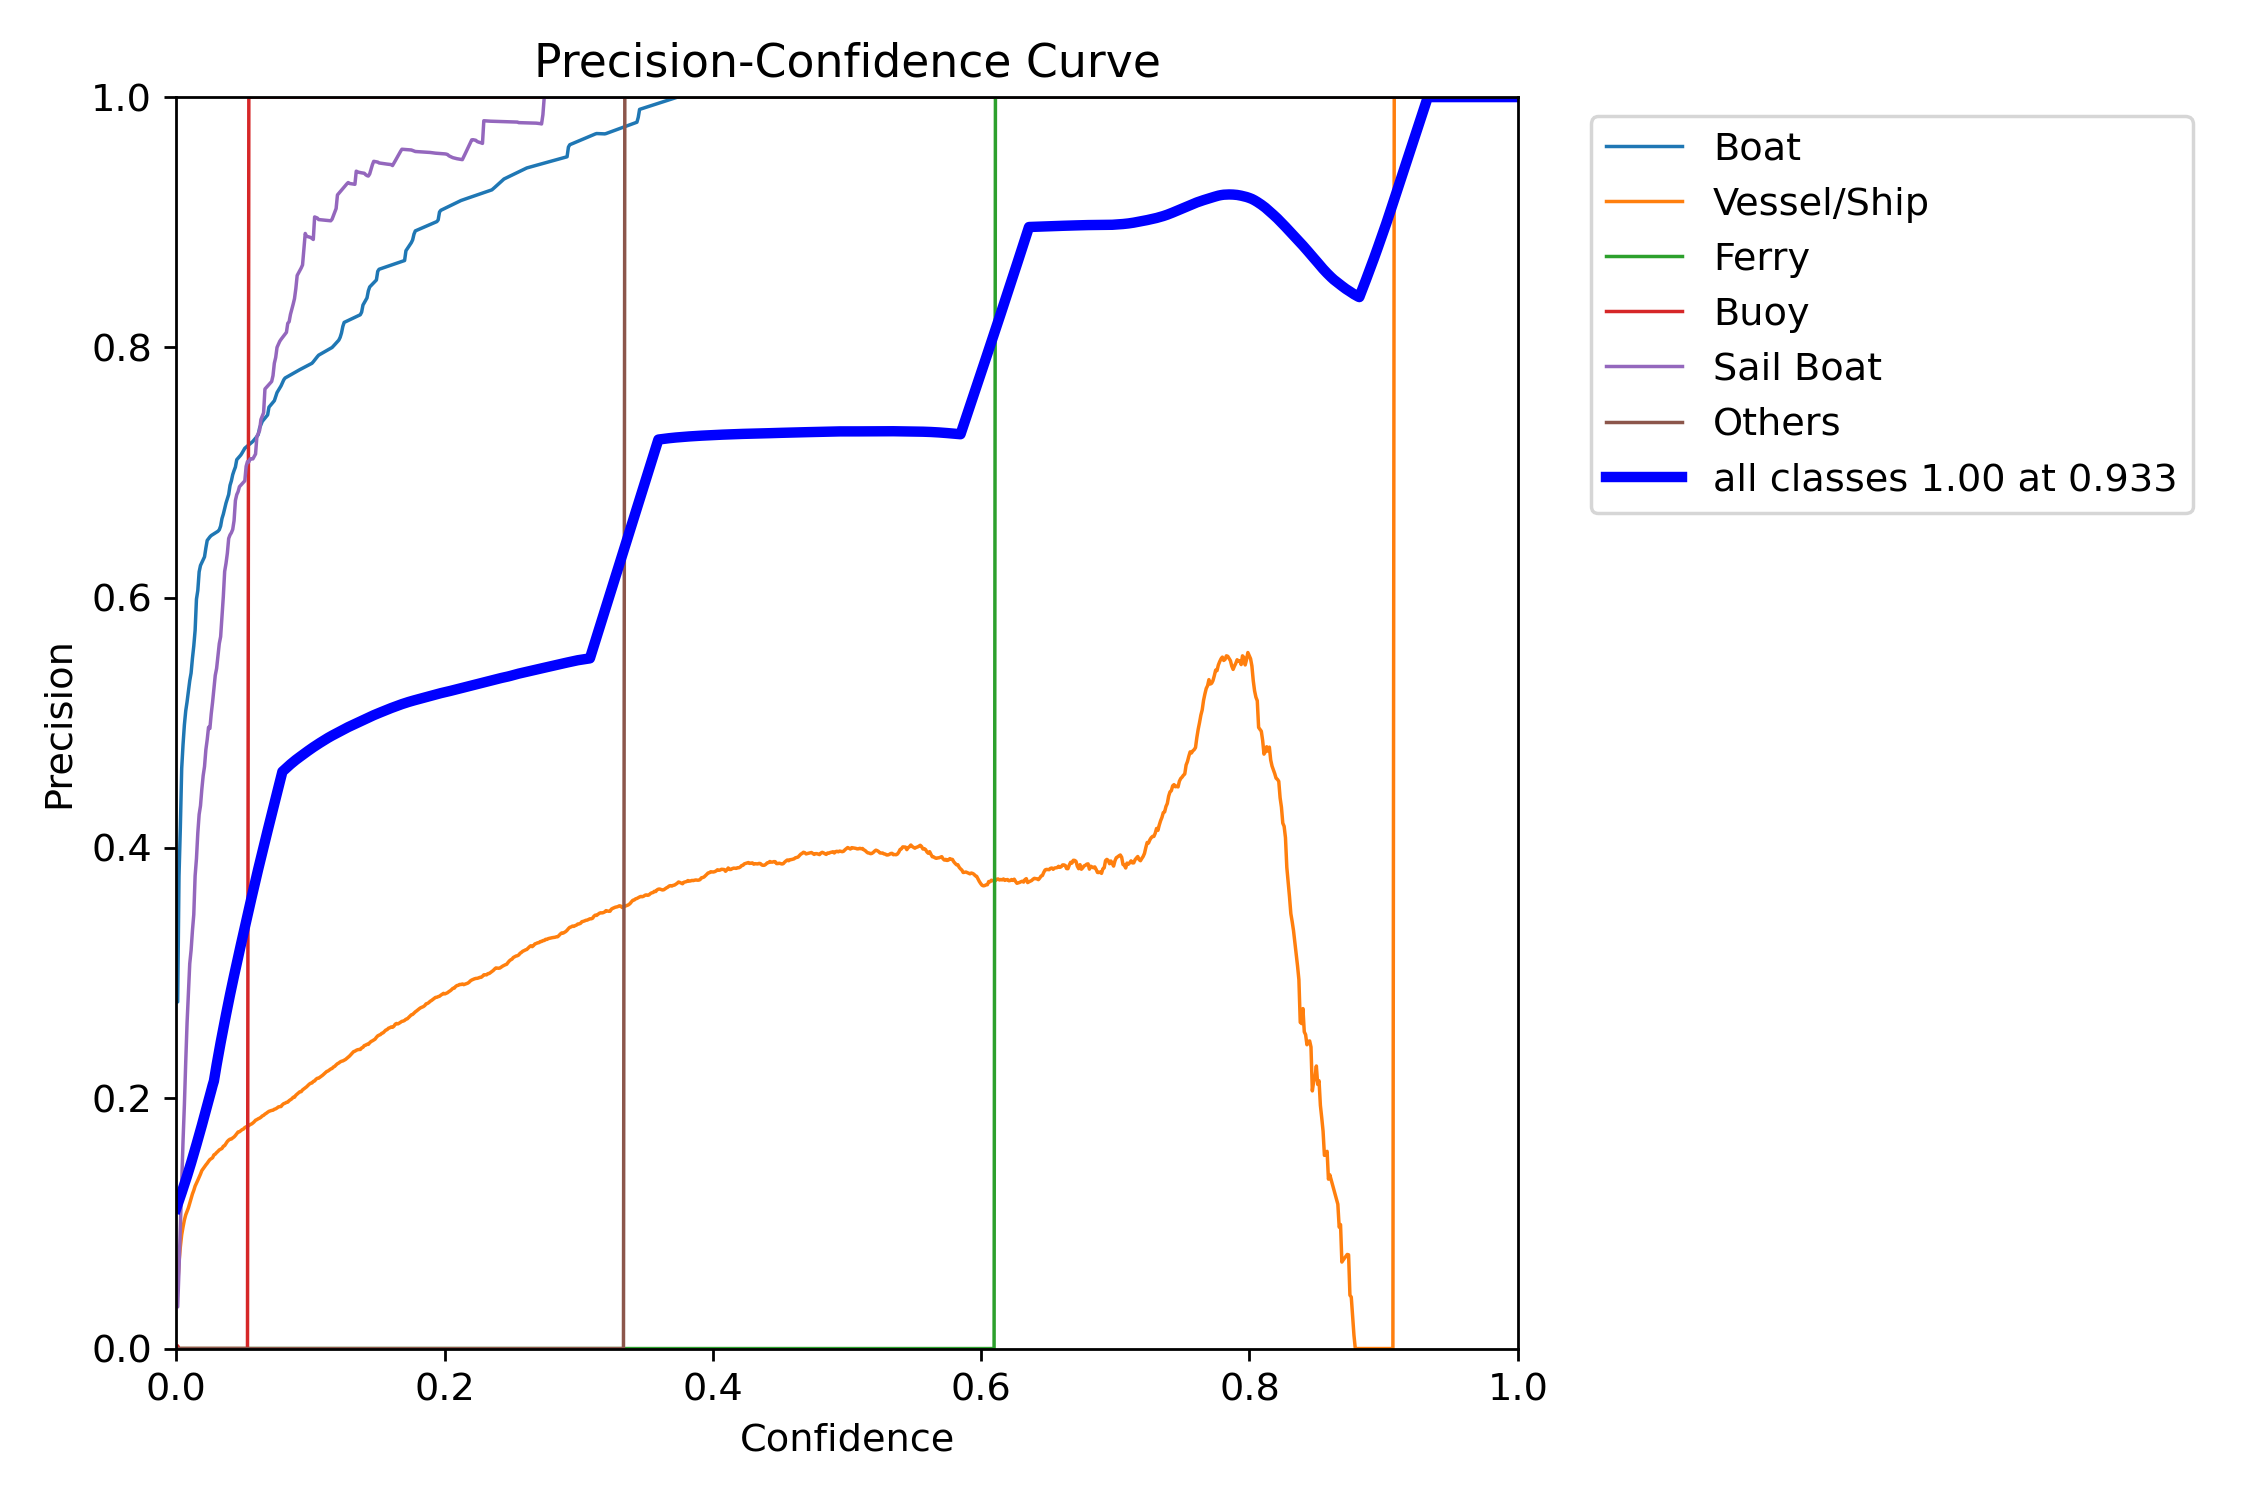 Precision-Confidence Curve
1.0
0.8
0.6
0.4
0.2
0.0
Precision
0.0 0.2 0.4 0.6 0.8 1.0
Confidence
Boat
Vessel/Ship
Ferry
Buoy
Sail Boat
Others
all classes 1.00 at 0.933